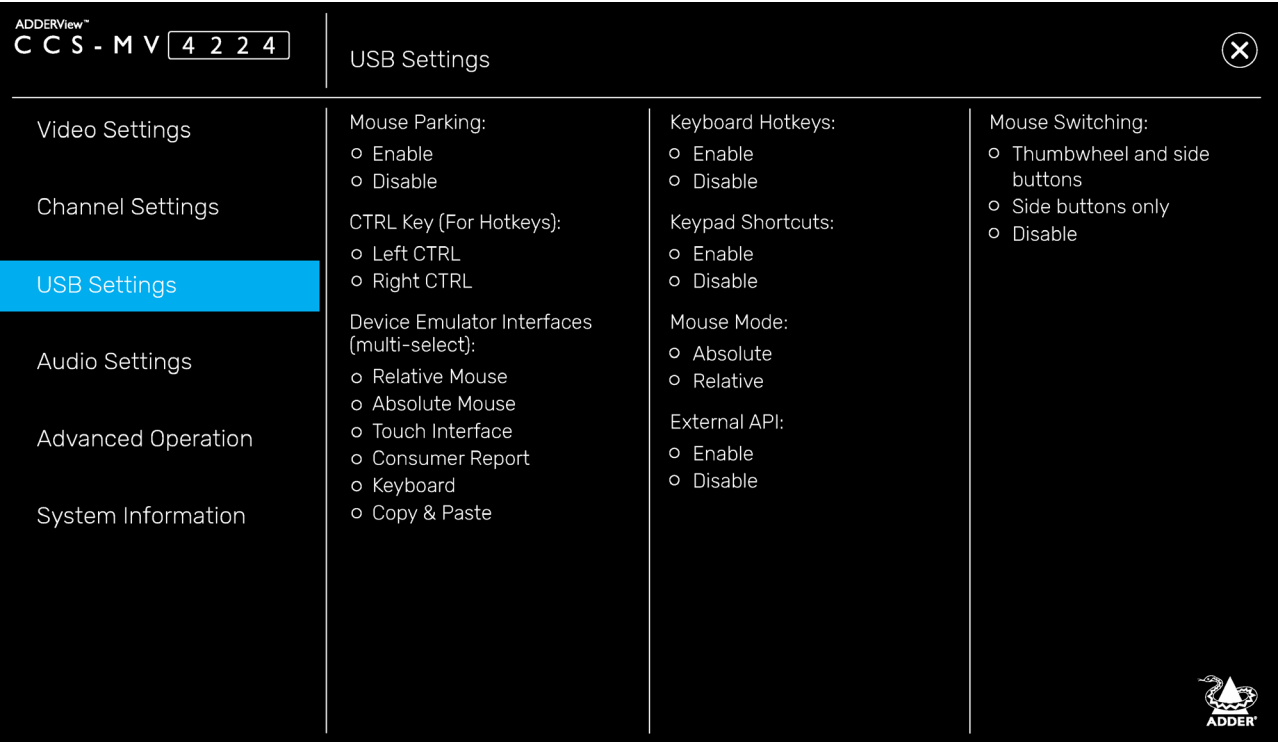 ADDERView™
CCS-MV 4224
USB Settings
Video Settings
Channel Settings
USB Settings
Audio Settings
Advanced Operation
System Information
Mouse Parking:
Enable
Disable
CTRL Key (For Hotkeys):
Left CTRL
Right CTRL
Device Emulator Interfaces
(multi-select):
Relative Mouse
Absolute Mouse
Touch Interface
Consumer Report
Keyboard
Copy & Paste
Keyboard Hotkeys:
Enable
Disable
Keypad Shortcuts:
Enable
Disable
Mouse Mode:
Absolute
Relative
External API:
Enable
Disable
Mouse Switching:
Thumbwheel and side
buttons
Side buttons only
Disable
ADDER®